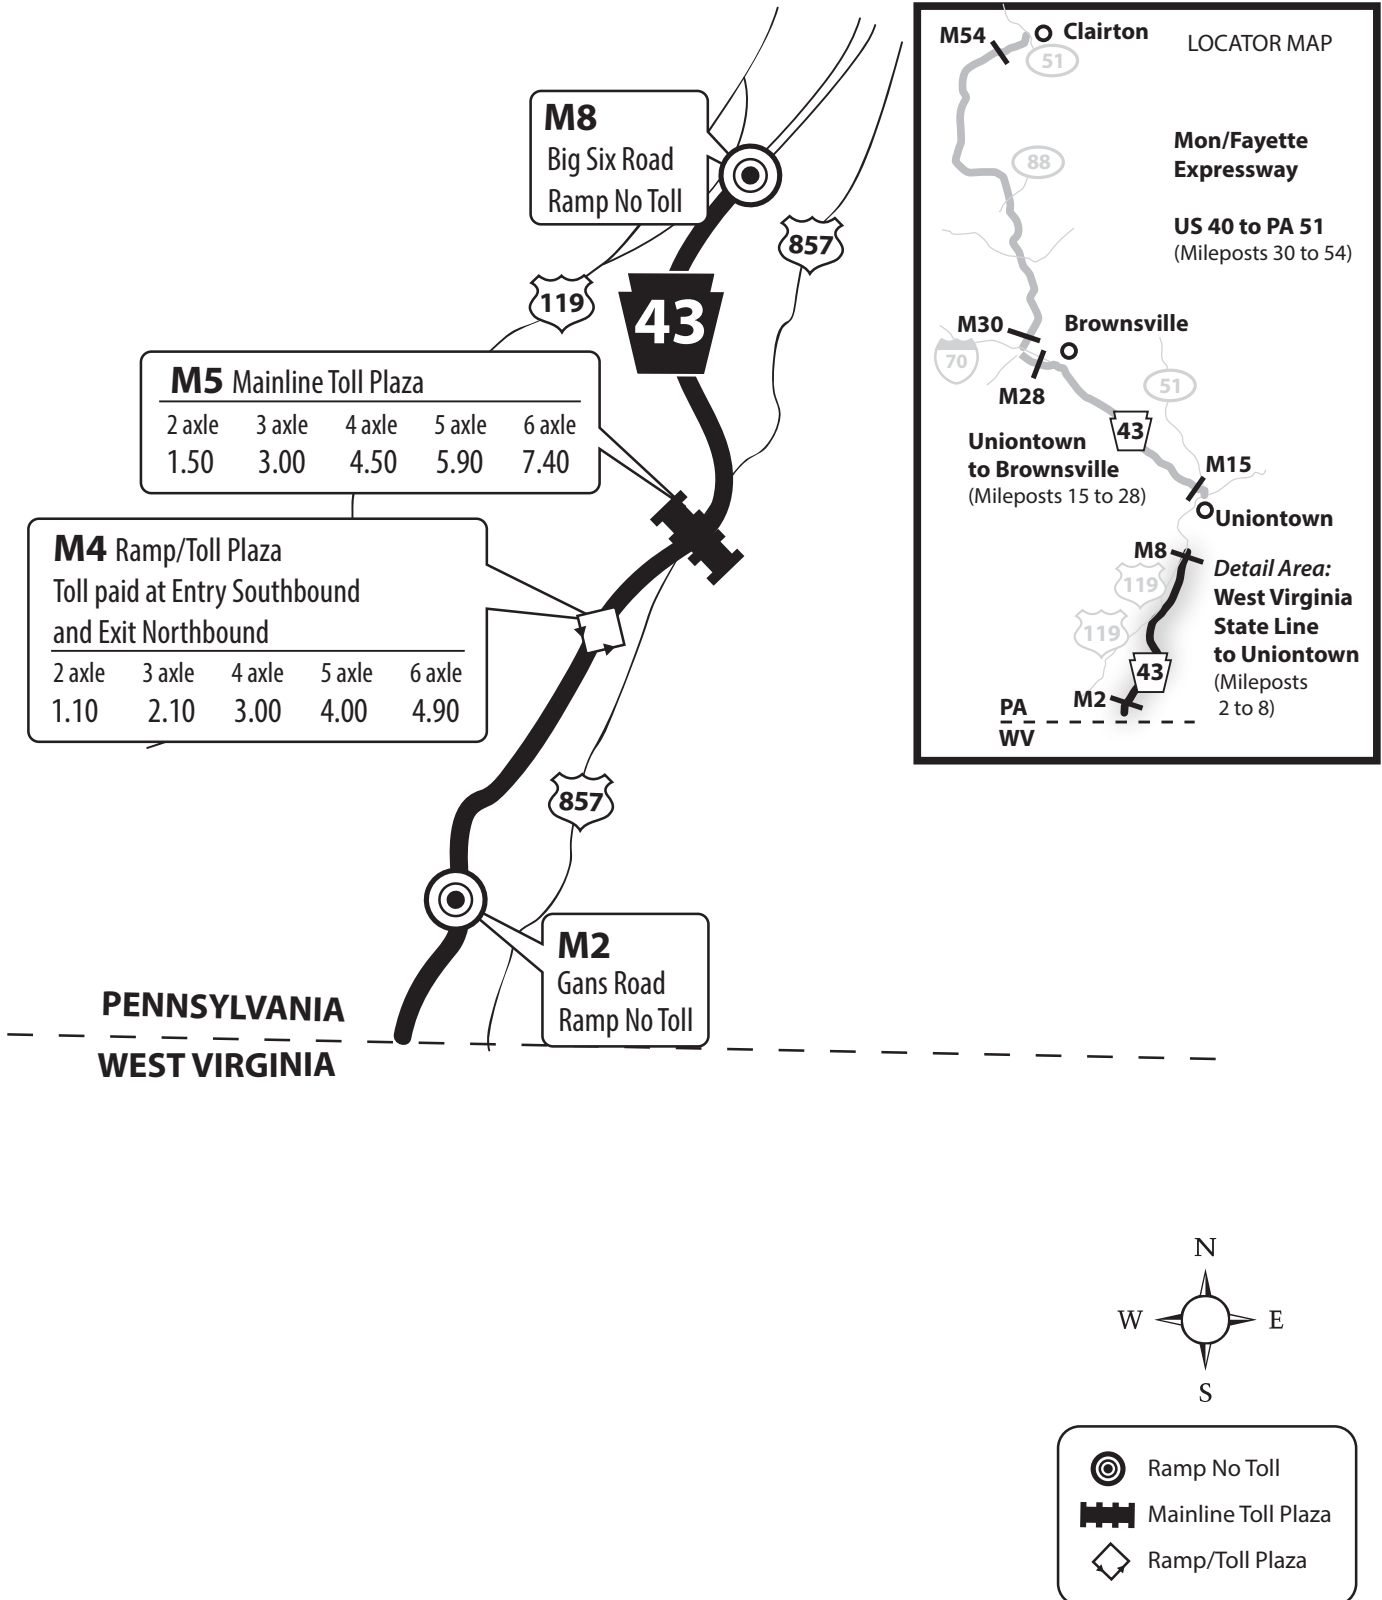 M8
Big Six Road
Ramp No Toll
857
119
43
M5 Mainline Toll Plaza
2 axle 3 axle 4 axle 5 axle 6 axle
1.50 3.00 4.50 5.90 7.40
M4 Ramp/Toll Plaza
Toll paid at Entry Southbound
and Exit Northbound
2 axle 3 axle 4 axle 5 axle 6 axle
1.10 2.10 3.00 4.00 4.90
857
M2
Gans Road
Ramp No Toll
PENNSYLVANIA
WEST VIRGINIA
LOCATOR MAP
M54
Clairton
51
Mon/Fayette
Expressway
88
US 40 to PA 51
(Mileposts 30 to 54)
M30
Brownsville
70
M28
51
43
Uniontown
to Brownsville
(Mileposts 15 to 28)
M15
Uniontown
M8
119
Detail Area:
West Virginia
State Line
to Uniontown
(Mileposts
2 to 8)
119
43
M2
PA
WV
N
W E
S
Ramp No Toll
Mainline Toll Plaza
Ramp/Toll Plaza